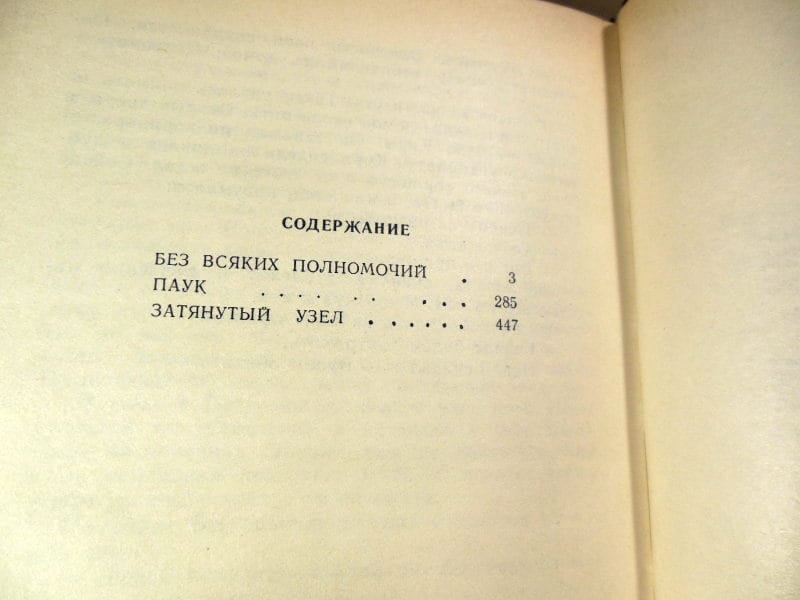 СОДЕРЖАНИЕ
БЕЗ ВСЯКИХ ПОЛНОМОЧИЙ . 3
ПАУК .... .. ... 285
ЗАТЯНУТЫЙ УЗЕЛ ...... 447